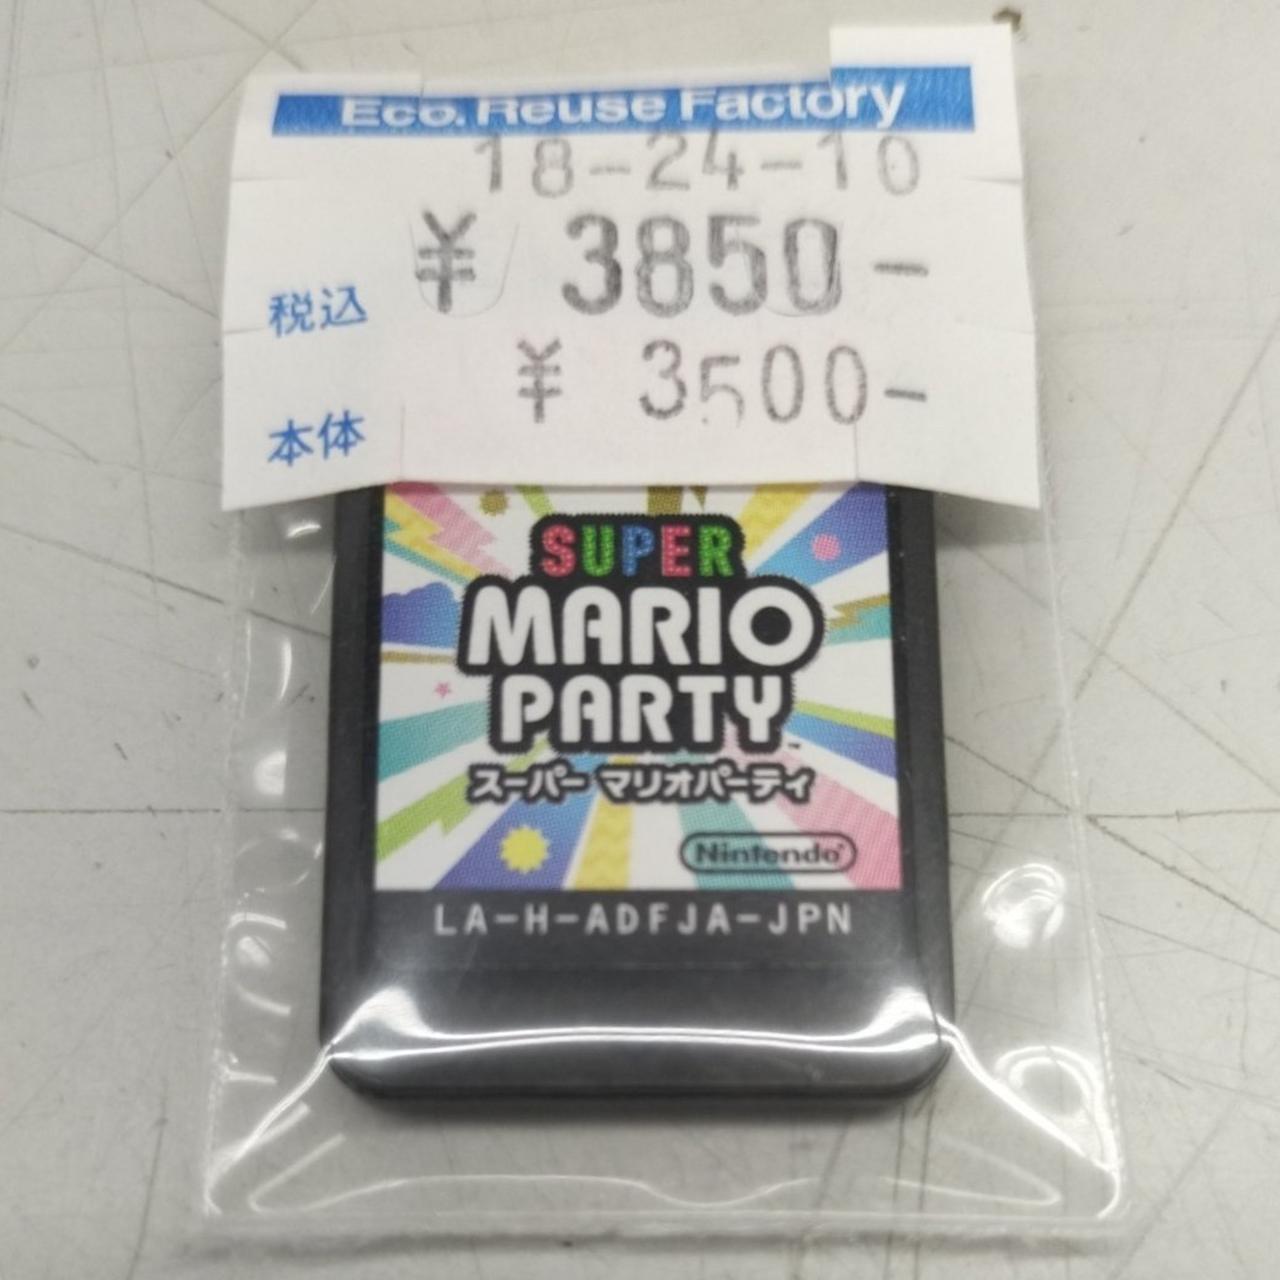 Eco. Reuse Factory
18-24-10
税込 ¥ 3850-
本体 ¥ 3500-
SUPER
MARIO
PARTY™
スーパー マリオパーティ
Nintendo®
LA-H-ADFJA-JPN